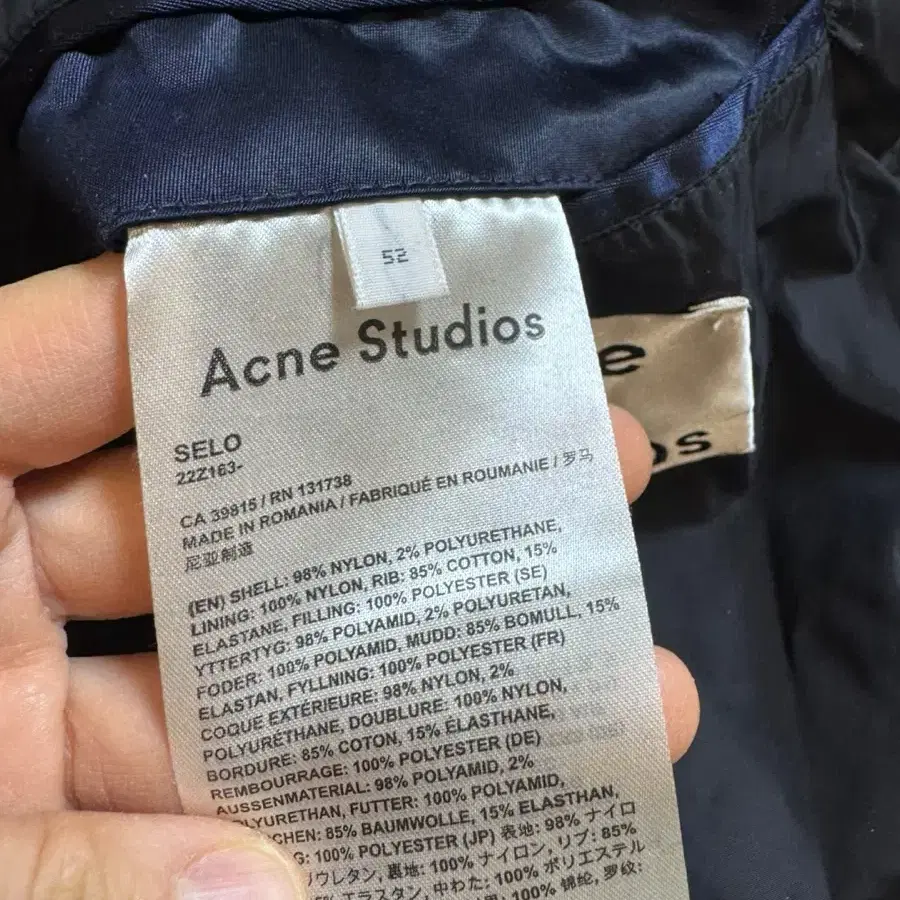 52
Acne Studios
e
os
SELO
22Z163-
CA 39815 / RN 131738
MADE IN ROMANIA / FABRIQUÉ EN ROUMANIE / 罗马
尼亚制造
(EN) SHELL: 98% NYLON, 2% POLYURETHANE,
LINING: 100% NYLON, RIB: 85% COTTON, 15%
ELASTANE, FILLING: 100% POLYESTER (SE)
YTTERTYG: 98% POLYAMID, 2% POLYURETAN,
FODER: 100% POLYAMID, MUDD: 85% BOMULL, 15%
ELASTAN, FYLLNING: 100% POLYESTER (FR)
COQUE EXTÉRIEURE: 98% NYLON, 2%
POLYURÉTHANE, DOUBLURE: 100% NYLON,
BORDURE: 85% COTON, 15% ÉLASTHANE,
REMBOURRAGE: 100% POLYESTER (DE)
AUSSENMATERIAL: 98% POLYAMID, 2%
OLYURETHAN, FUTTER: 100% POLYAMID,
CHEN: 85% BAUMWOLLE, 15% ELASTHAN,
G: 100% POLYESTER (JP) 表地: 98% ナイロ
リウレタン, 裏地: 100% ナイロン, リブ: 85%
5% エラスタン, 中わた: 100% ポリエステル
100% 锦纶, 罗纹: